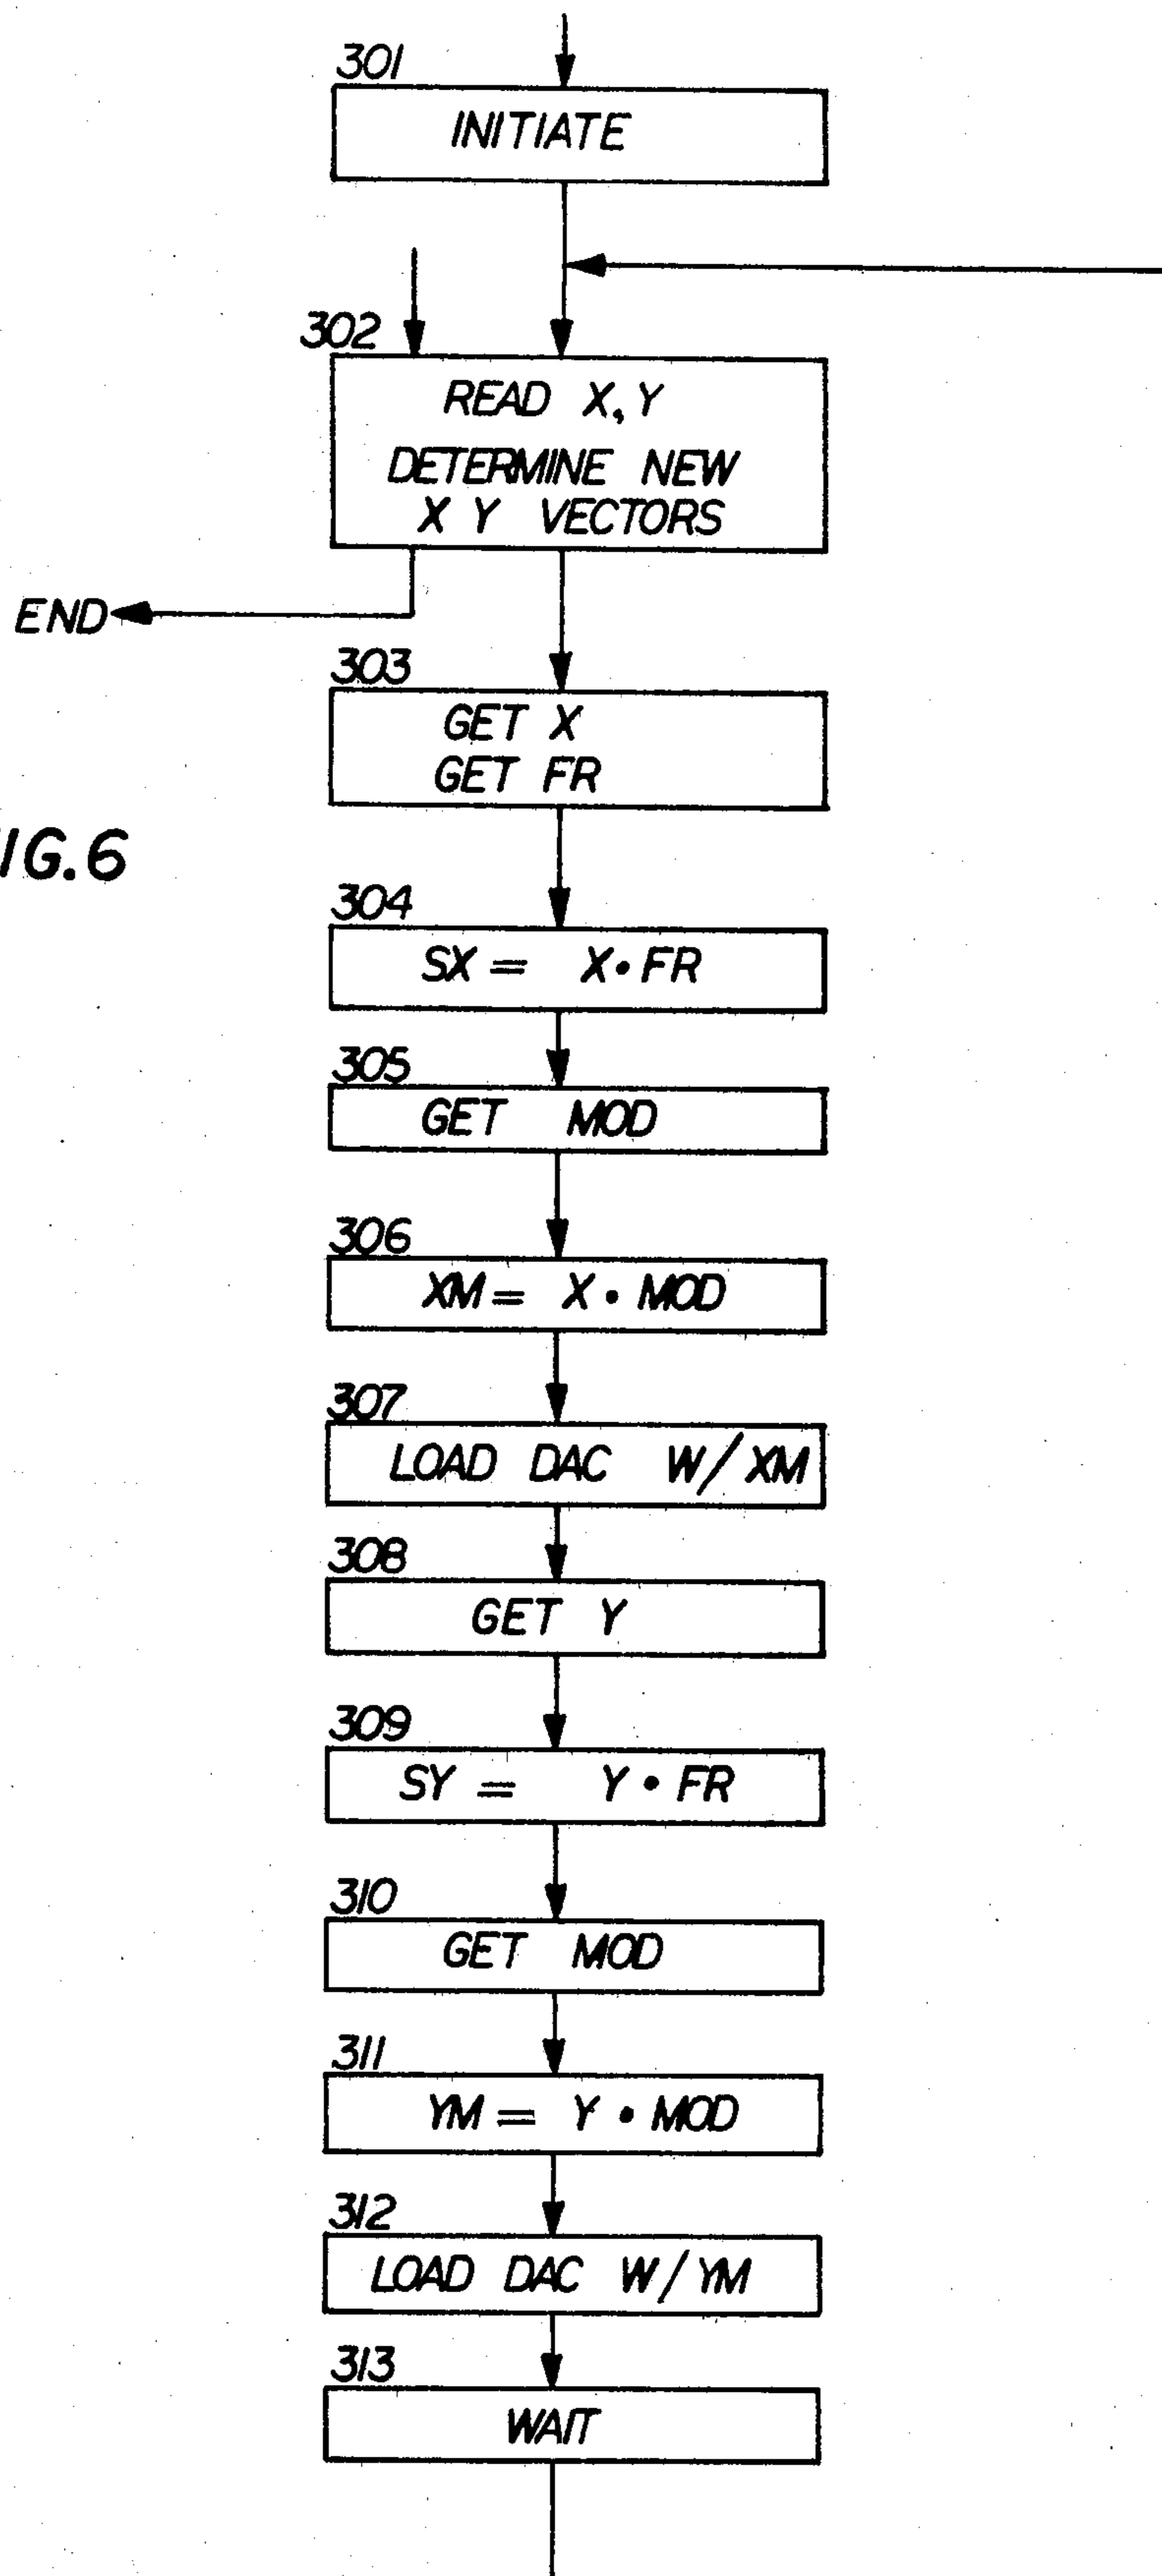 301
INITIATE
302
READ X, Y
DETERMINE NEW
X Y VECTORS
END
303
GET X
GET FR
IG.6
304
SX = X • FR
305
GET MOD
306
XM = X • MOD
307
LOAD DAC W/XM
308
GET Y
309
SY = Y • FR
310
GET MOD
311
YM = Y • MOD
312
LOAD DAC W/YM
313
WAIT